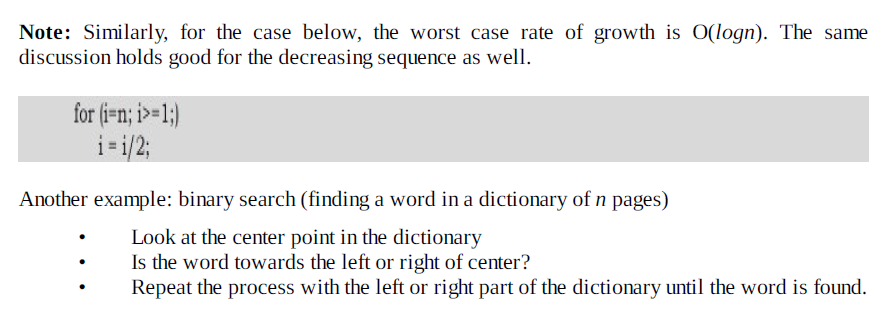 Note: Similarly, for the case below, the worst case rate of growth is O(logn). The same
discussion holds good for the decreasing sequence as well.
for (i=n; i>=1;)
i = i/2;
Another example: binary search (finding a word in a dictionary of n pages)
• Look at the center point in the dictionary
• Is the word towards the left or right of center?
• Repeat the process with the left or right part of the dictionary until the word is found.